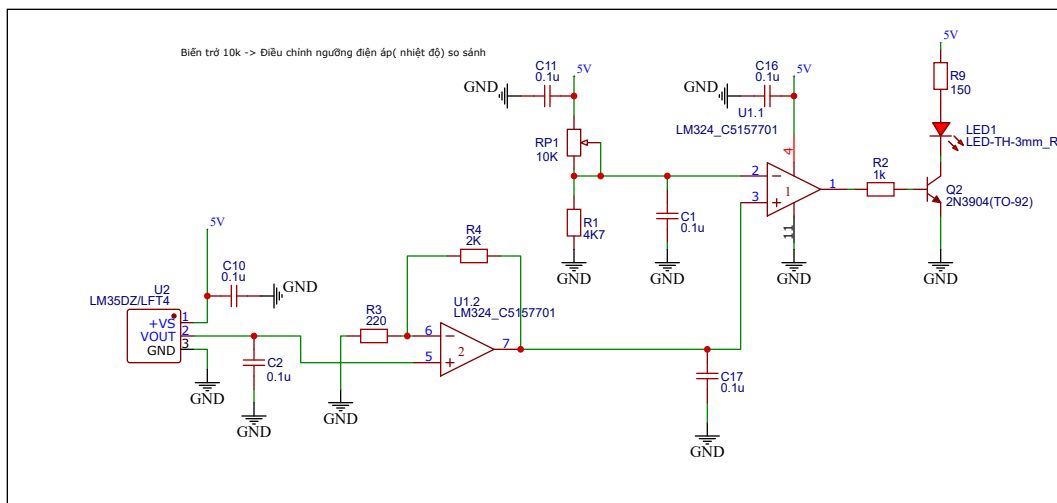 Biến trở 10k -> Điều chỉnh ngưỡng điện áp( nhiệt độ) so sánh
5V
R9
150
LED1
LED-TH-3mm_R
C11
0.1u
5V
GND
C16
0.1u
5V
GND
U1.1
LM324_C5157701
RP1
10K
4
2
3
1
1
11
GND
R2
1k
Q2
2N3904(TO-92)
GND
R1
4K7
GND
C1
0.1u
GND
5V
C10
0.1u
GND
U2
LM35DZ/LFT4
+VS
VOUT
GND
1
2
3
GND
C2
0.1u
GND
R4
2K
R3
220
GND
U1.2
LM324_C5157701
6
5
2
7
C17
0.1u
GND